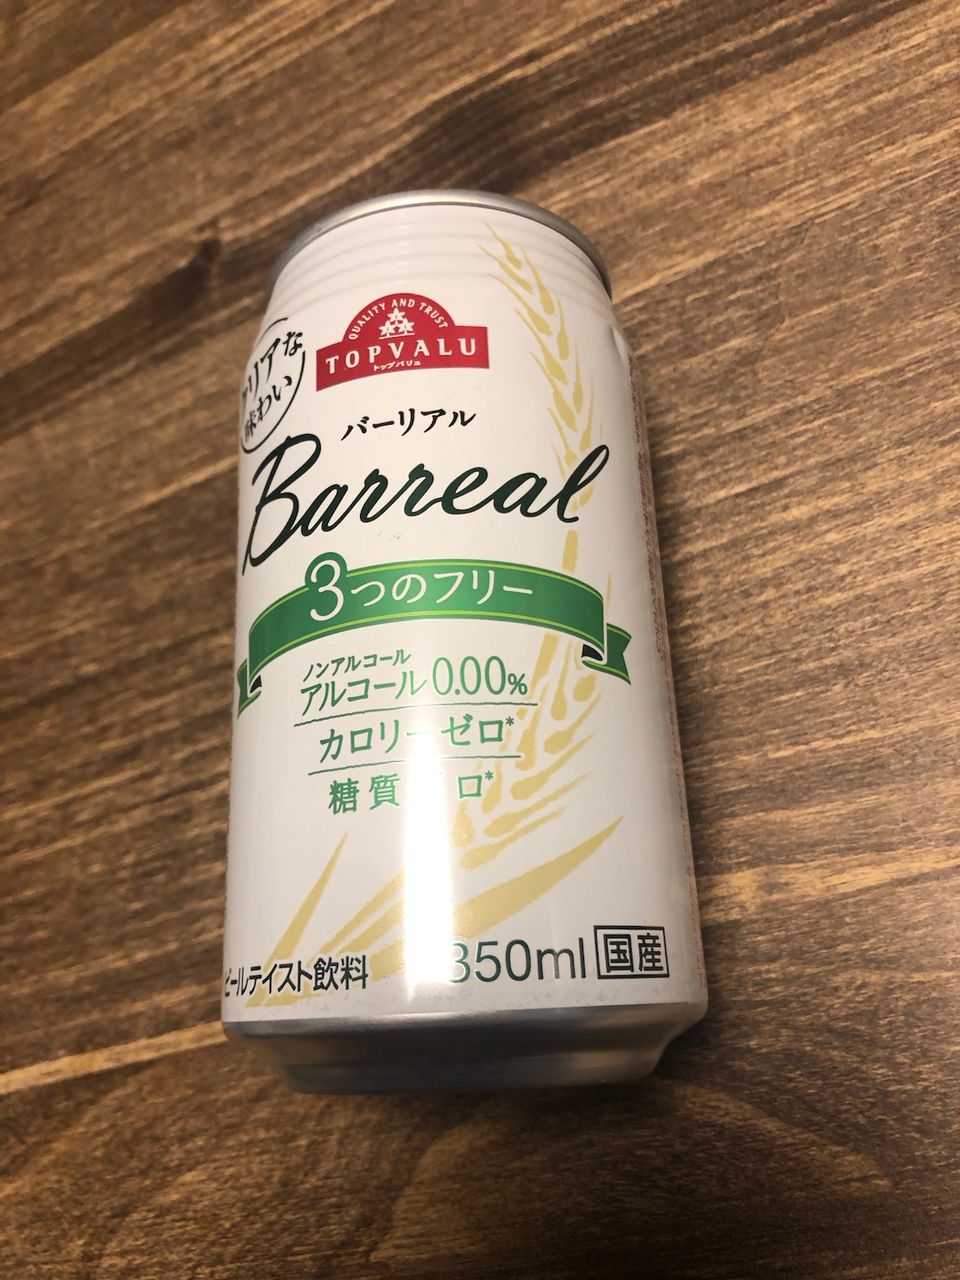 QUALITY AND TRUST
TOPVALU
トップバリュ
リアな
味わい
バーリアル
Barreal
3つのフリー
ノンアルコール
アルコール0.00%
カロリーゼロ*
糖質 ロ*
ビールテイスト飲料
350ml 国産